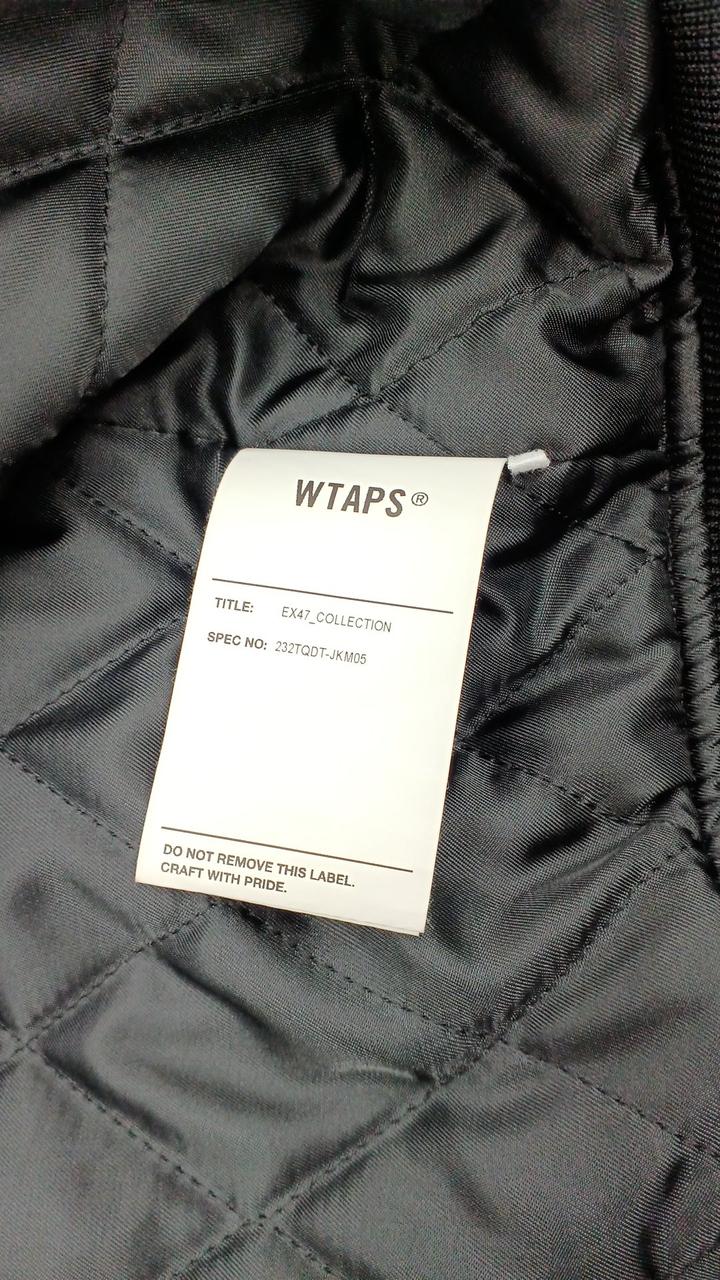 WTAPS®
TITLE: EX47_COLLECTION
SPEC NO: 232TQDT-JKM05
DO NOT REMOVE THIS LABEL.
CRAFT WITH PRIDE.